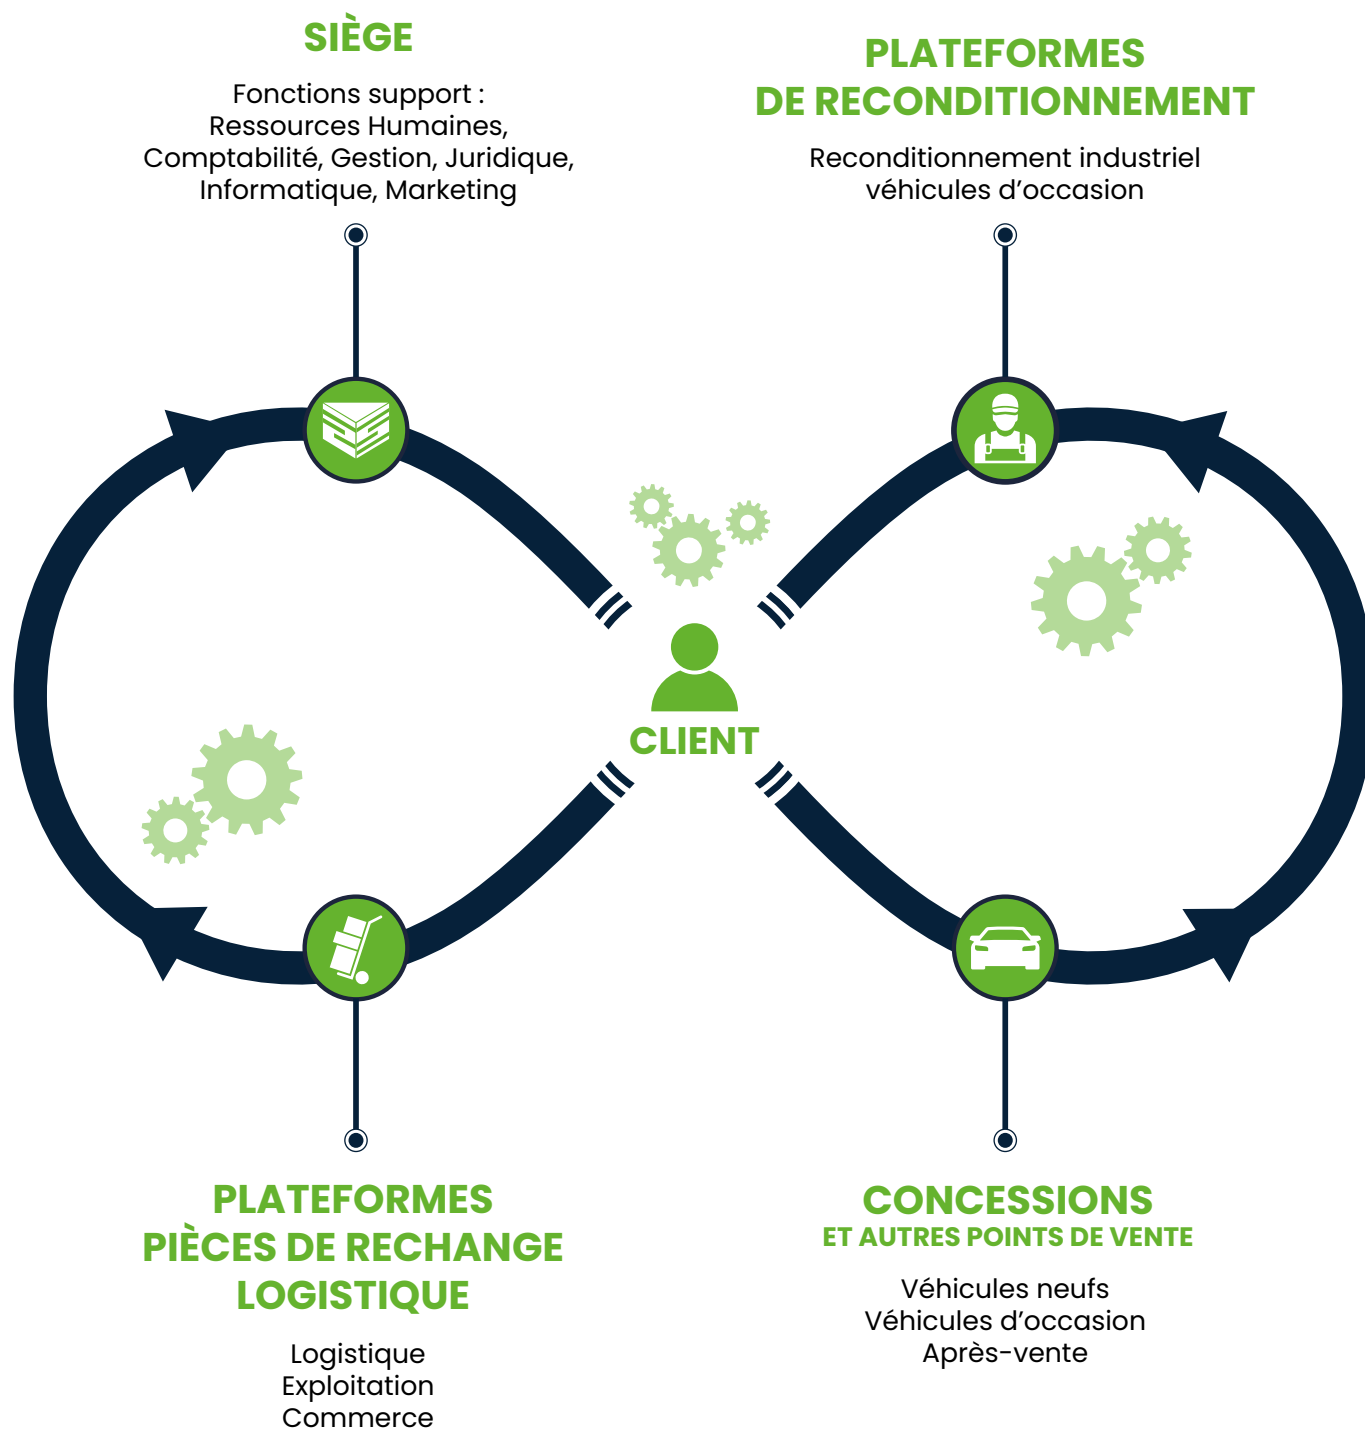 SIÈGE
Fonctions support :
Ressources Humaines,
Comptabilité, Gestion, Juridique,
Informatique, Marketing
PLATEFORMES
DE RECONDITIONNEMENT
Reconditionnement industriel
véhicules d’occasion
CLIENT
PLATEFORMES
PIÈCES DE RECHANGE
LOGISTIQUE
Logistique
Exploitation
Commerce
CONCESSIONS
ET AUTRES POINTS DE VENTE
Véhicules neufs
Véhicules d’occasion
Après-vente